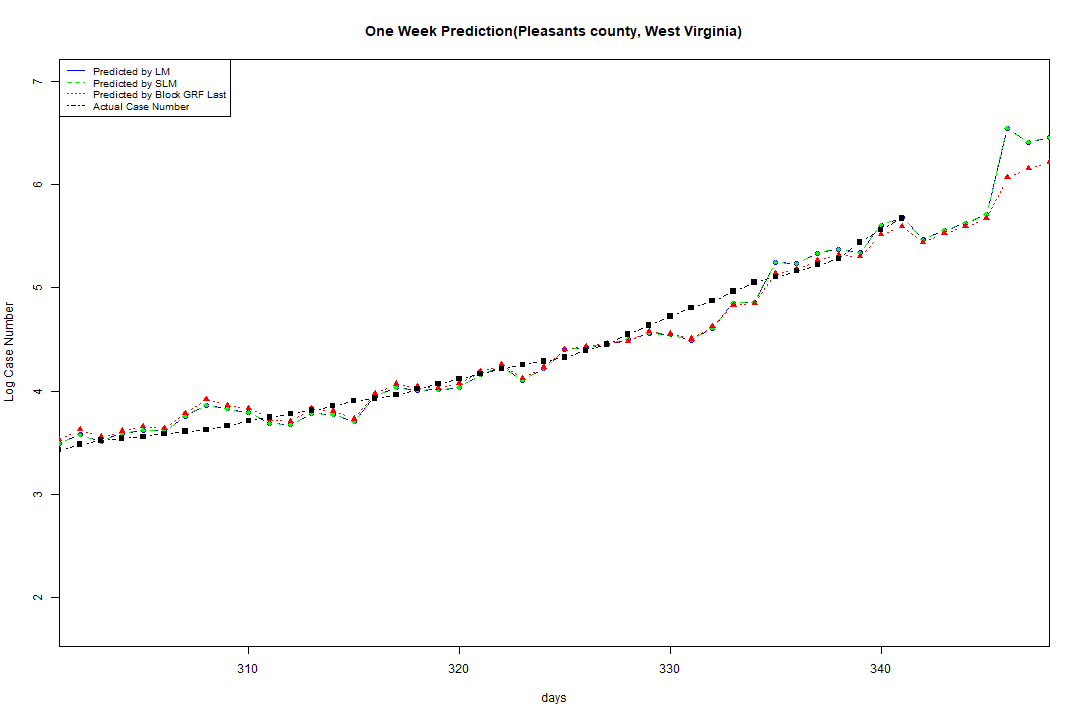 One Week Prediction(Pleasants county, West Virginia)
Predicted by LM
Predicted by SLM
Predicted by Block GRF Last
Actual Case Number
7
6
5
4
3
2
Log Case Number
310 320 330 340
days